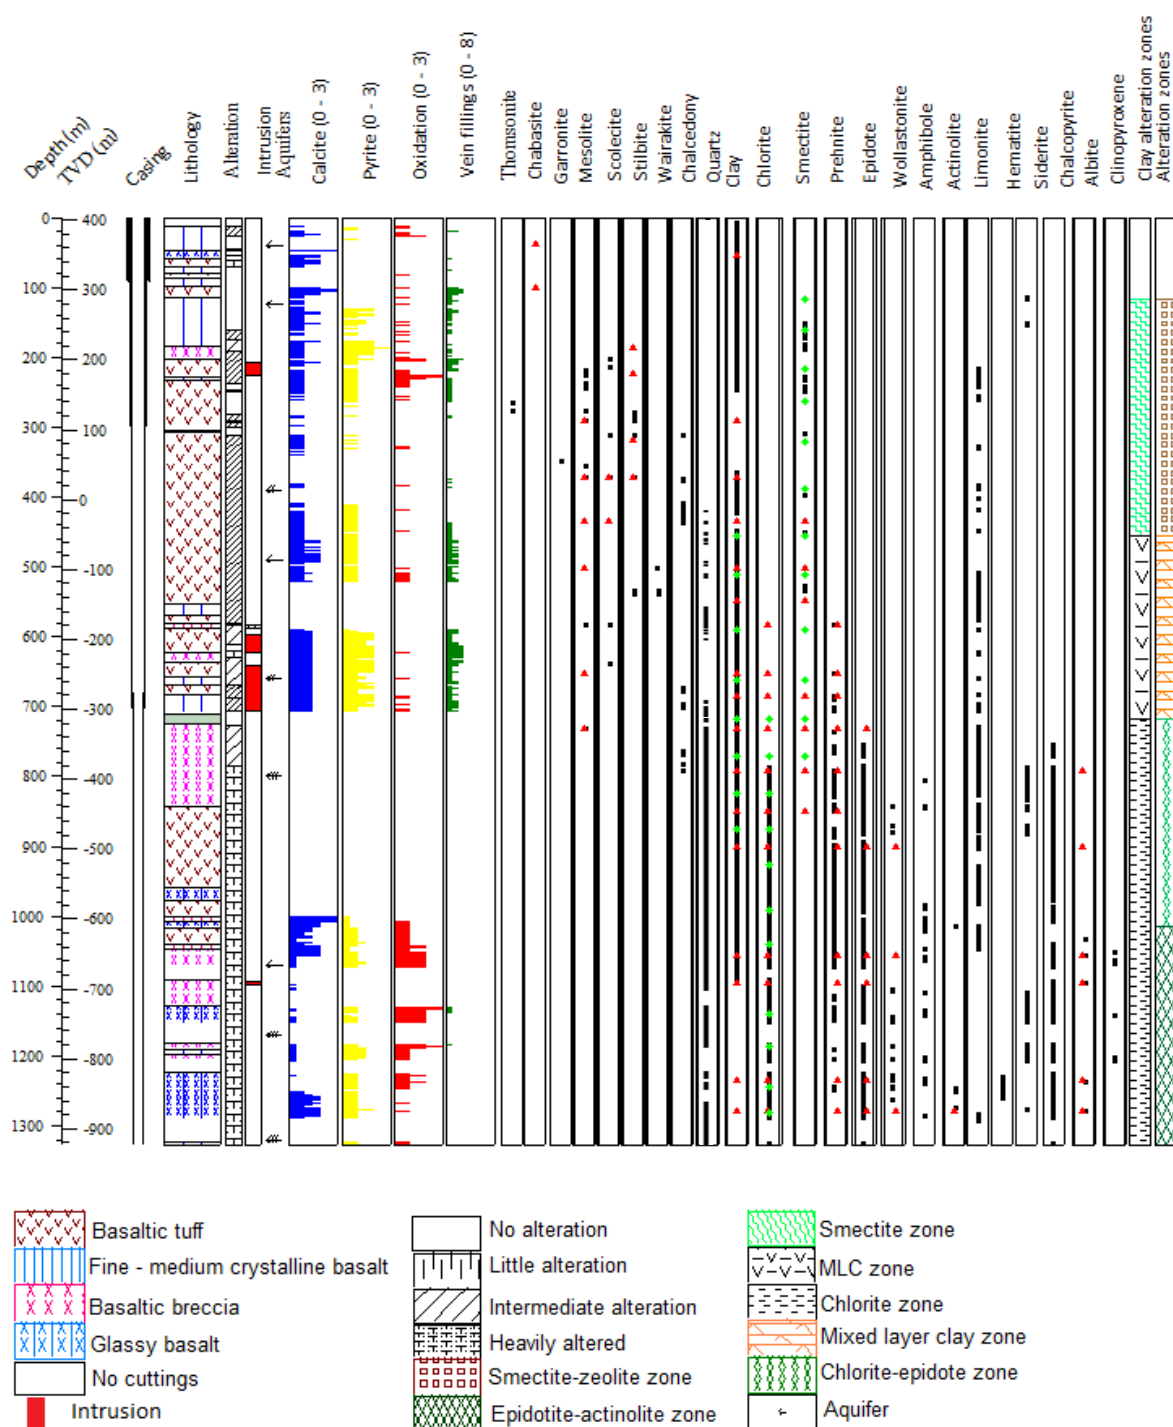 Depth(m)
TVD (m)
Casing
Lithology
Alteration
Intrusion
Aquifers
Calcite (0 - 3)
Pyrite (0 - 3)
Oxidation (0 - 3)
Vein fillings (0 - 8)
Thomsonite
Chabasite
Garronite
Mesolite
Scolecite
Stilbite
Wairakite
Chalcedony
Quartz
Clay
Chlorite
Smectite
Prehnite
Epidote
Wollastonite
Amphibole
Actinolite
Limonite
Hematite
Siderite
Chalcopyrite
Albite
Clinopyroxene
Clay alteration zones
Alteration zones
0 400
100 300
200 200
300 100
400 0
500 -100
600 -200
700 -300
800 -400
900 -500
1000 -600
1100 -700
1200 -800
1300 -900
Basaltic tuff
Fine - medium crystalline basalt
Basaltic breccia
Glassy basalt
No cuttings
Intrusion
No alteration
Little alteration
Intermediate alteration
Heavily altered
Smectite-zeolite zone
Epidotite-actinolite zone
Smectite zone
MLC zone
Chlorite zone
Mixed layer clay zone
Chlorite-epidote zone
Aquifer